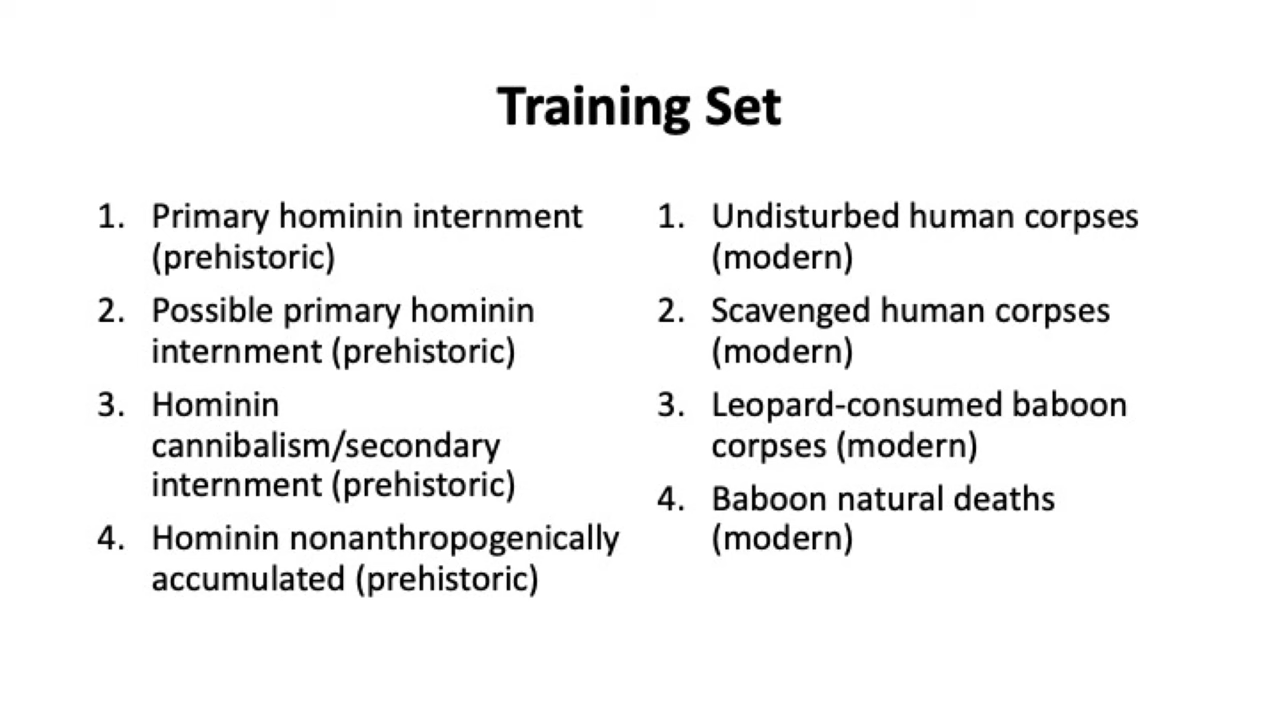 Training Set
1. Primary hominin internment
(prehistoric)
2. Possible primary hominin
internment (prehistoric)
3. Hominin
cannibalism/secondary
internment (prehistoric)
4. Hominin nonanthropogenically
accumulated (prehistoric)
1. Undisturbed human corpses
(modern)
2. Scavenged human corpses
(modern)
3. Leopard-consumed baboon
corpses (modern)
4. Baboon natural deaths
(modern)